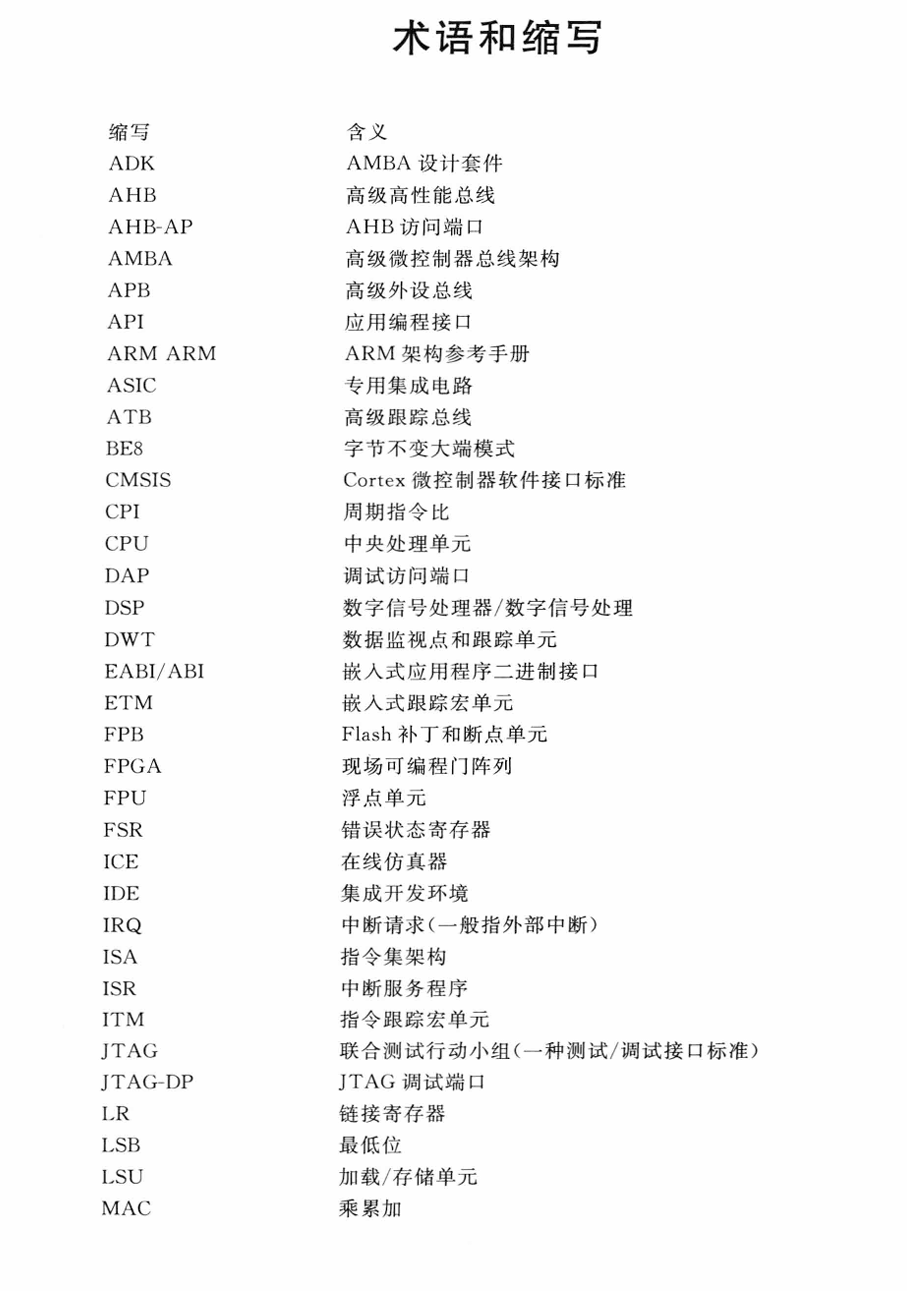 术语和缩写
缩写 含义
ADK AMBA 设计套件
AHB 高级高性能总线
AHB-AP AHB 访问端口
AMBA 高级微控制器总线架构
APB 高级外设总线
API 应用编程接口
ARM ARM ARM 架构参考手册
ASIC 专用集成电路
ATB 高级跟踪总线
BE8 字节不变大端模式
CMSIS Cortex 微控制器软件接口标准
CPI 周期指令比
CPU 中央处理单元
DAP 调试访问端口
DSP 数字信号处理器/数字信号处理
DWT 数据监视点和跟踪单元
EABI/ABI 嵌入式应用程序二进制接口
ETM 嵌入式跟踪宏单元
FPB Flash 补丁和断点单元
FPGA 现场可编程门阵列
FPU 浮点单元
FSR 错误状态寄存器
ICE 在线仿真器
IDE 集成开发环境
IRQ 中断请求(一般指外部中断)
ISA 指令集架构
ISR 中断服务程序
ITM 指令跟踪宏单元
JTAG 联合测试行动小组(一种测试/调试接口标准)
JTAG-DP JTAG 调试端口
LR 链接寄存器
LSB 最低位
LSU 加载/存储单元
MAC 乘累加